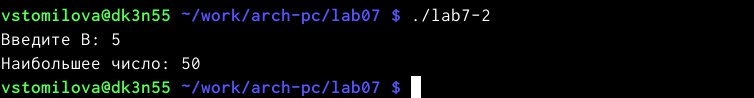 vstomilova@dk3n55 ~/work/arch-pc/lab07 $ ./lab7-2
Введите B: 5
Наибольшее число: 50
vstomilova@dk3n55 ~/work/arch-pc/lab07 $